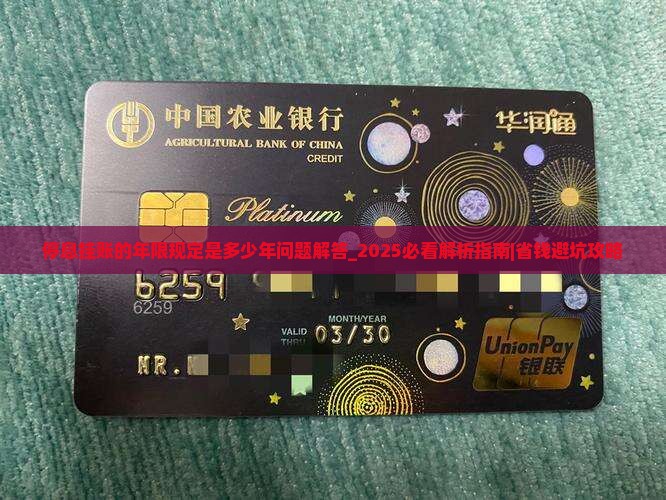 中国农业银行
AGRICULTURAL BANK OF CHINA
CREDIT
华润通
Platinum
停息挂账的年限规定是多少年问题解答_2025必看解析指南|省钱避坑攻略
6259
6259
MONTH/YEAR
VALID THRU 03/30
MR.
UnionPay
银联